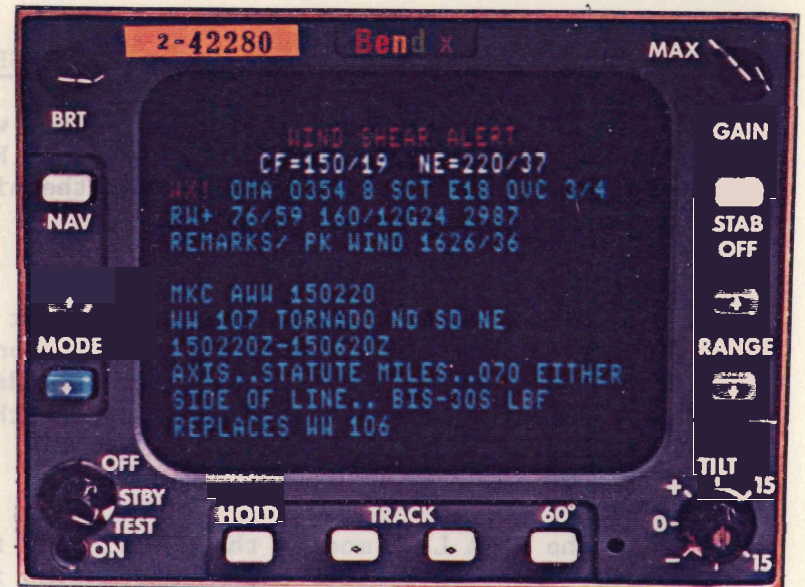 2-42280
Bendx
MAX
BRT
GAIN
WIND SHEAR ALERT
CF=150/19 NE=220/37
WX! OMA 0354 8 SCT E18 OVC 3/4
RW+ 76/59 160/12G24 2987
REMARKS/ PK WIND 1626/36
NAV
STAB
OFF
MKC AWW 150220
WW 107 TORNADO ND SD NE
150220Z-150620Z
AXIS..STATUTE MILES..070 EITHER
SIDE OF LINE.. BIS-30S LBF
REPLACES WW 106
MODE
RANGE
OFF
STBY
TEST
ON
HOLD
TRACK
60°
TILT
+ 15
0-
- 15